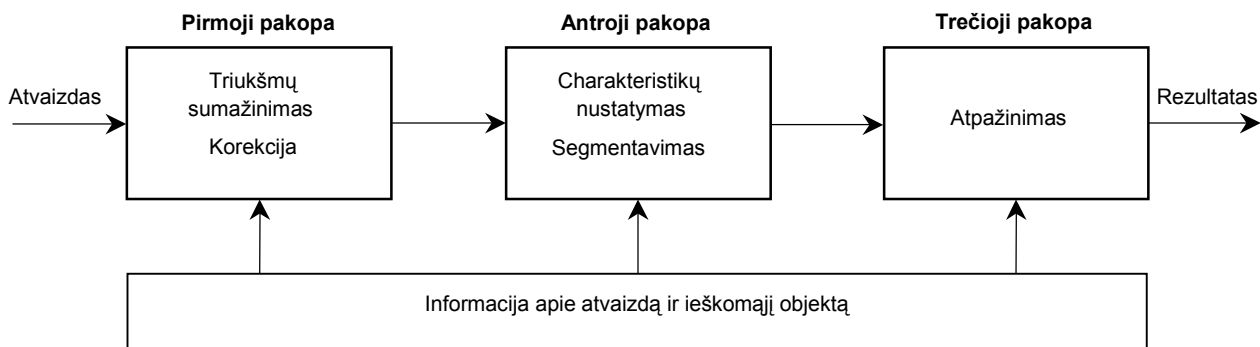 Pirmoji pakopa
Antroji pakopa
Trečioji pakopa
Atvaizdas
Triukšmų
sumažinimas
Korekcija
Charakteristikų
nustatymas
Segmentavimas
Atpažinimas
Rezultatas
Informacija apie atvaizdą ir ieškomąjį objektą